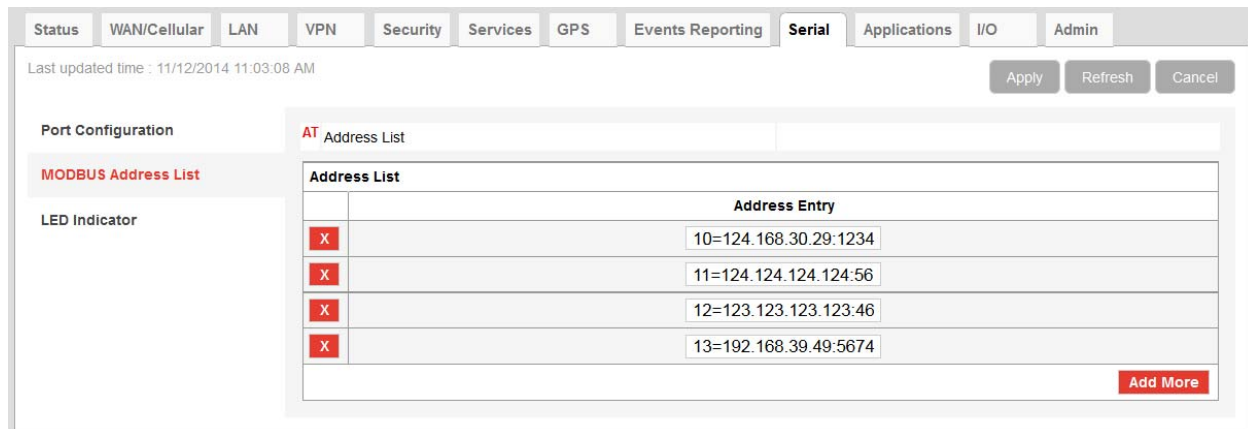 Status WAN/Cellular LAN VPN Security Services GPS Events Reporting Serial Applications I/O Admin
Last updated time : 11/12/2014 11:03:08 AM
Apply Refresh Cancel
Port Configuration
MODBUS Address List
LED Indicator
AT Address List
Address List
Address Entry
X 10=124.168.30.29:1234
X 11=124.124.124.124:56
X 12=123.123.123.123:46
X 13=192.168.39.49:5674
Add More